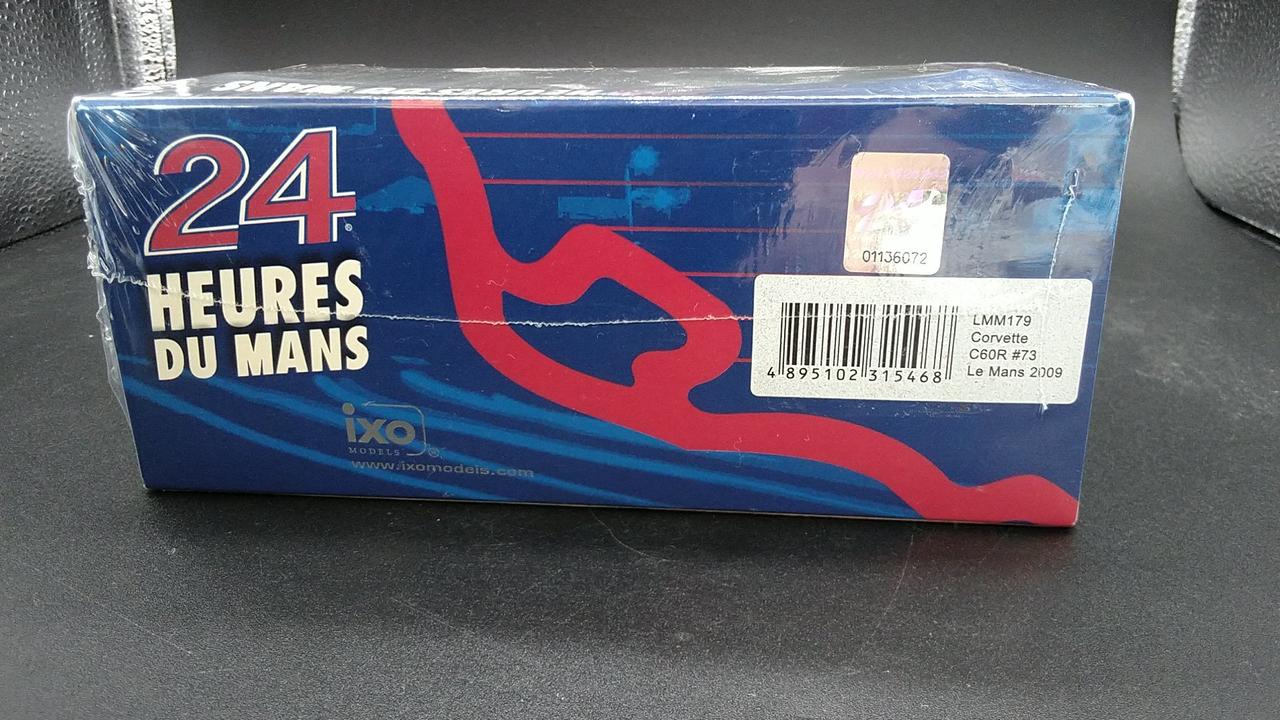 24
HEURES
DU MANS
ixo
MODELS
www.ixomodels.com
01136072
LMM179
Corvette
C60R #73
Le Mans 2009
4 895102 315468